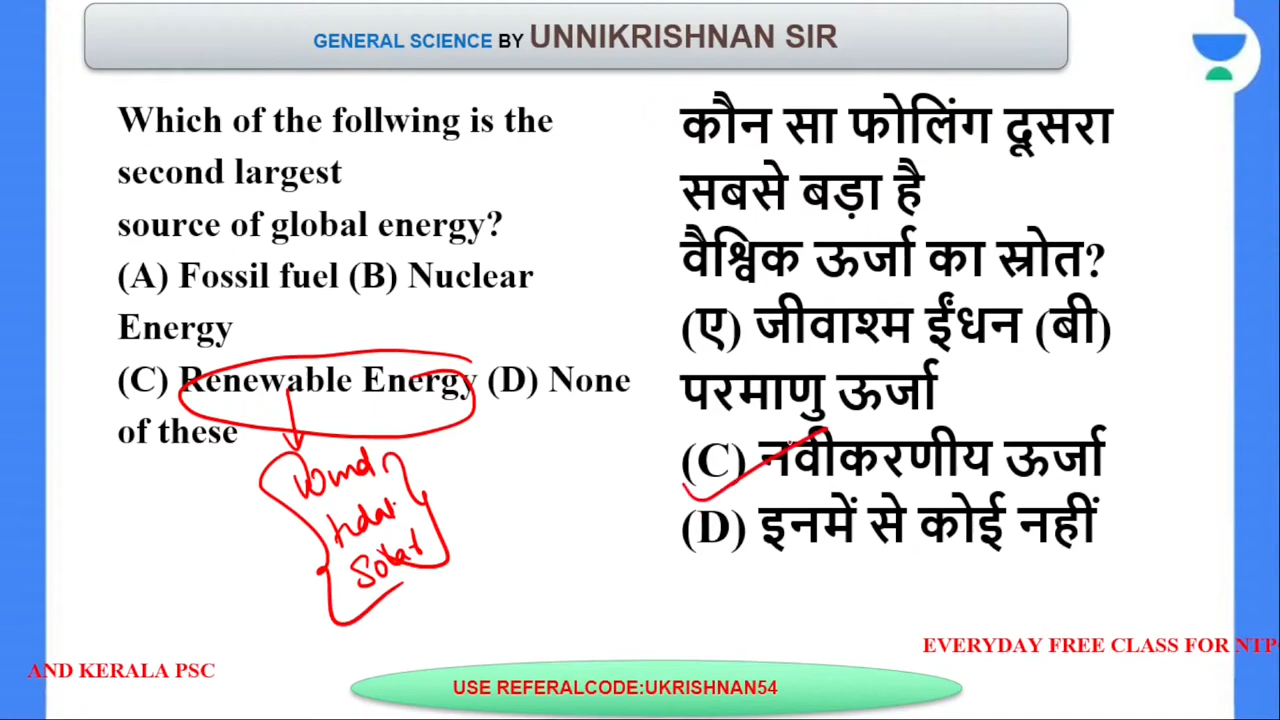 GENERAL SCIENCE BY UNNIKRISHNAN SIR
Which of the follwing is the
second largest
source of global energy?
(A) Fossil fuel (B) Nuclear
Energy
(C) Renewable Energy (D) None
of these
wind
tidal
Solar
कौन सा फोलिंग दूसरा
सबसे बड़ा है
वैश्विक ऊर्जा का स्रोत?
(ए) जीवाश्म ईंधन (बी)
परमाणु ऊर्जा
(C) नवीकरणीय ऊर्जा
(D) इनमें से कोई नहीं
EVERYDAY FREE CLASS FOR NTP
AND KERALA PSC
USE REFERALCODE:UKRISHNAN54